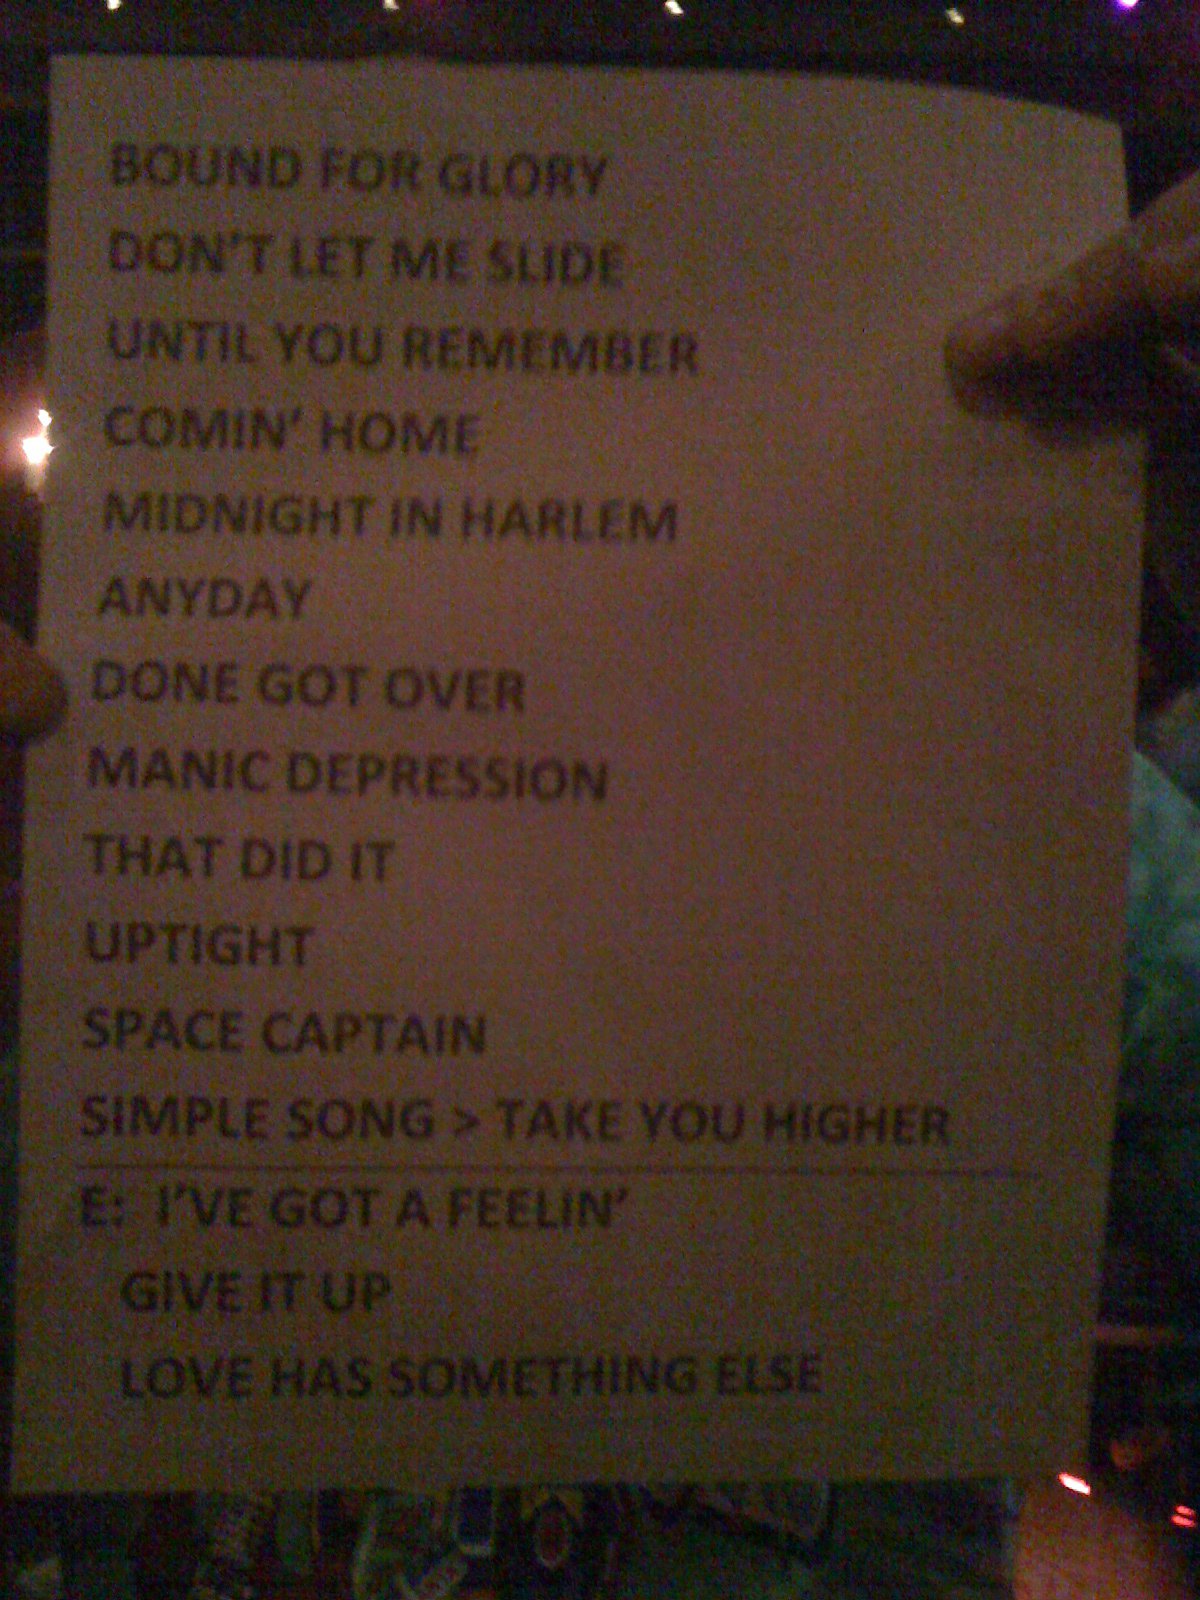 BOUND FOR GLORY
DON'T LET ME SLIDE
UNTIL YOU REMEMBER
COMIN' HOME
MIDNIGHT IN HARLEM
ANYDAY
DONE GOT OVER
MANIC DEPRESSION
THAT DID IT
UPTIGHT
SPACE CAPTAIN
SIMPLE SONG > TAKE YOU HIGHER
E: I'VE GOT A FEELIN'
GIVE IT UP
LOVE HAS SOMETHING ELSE